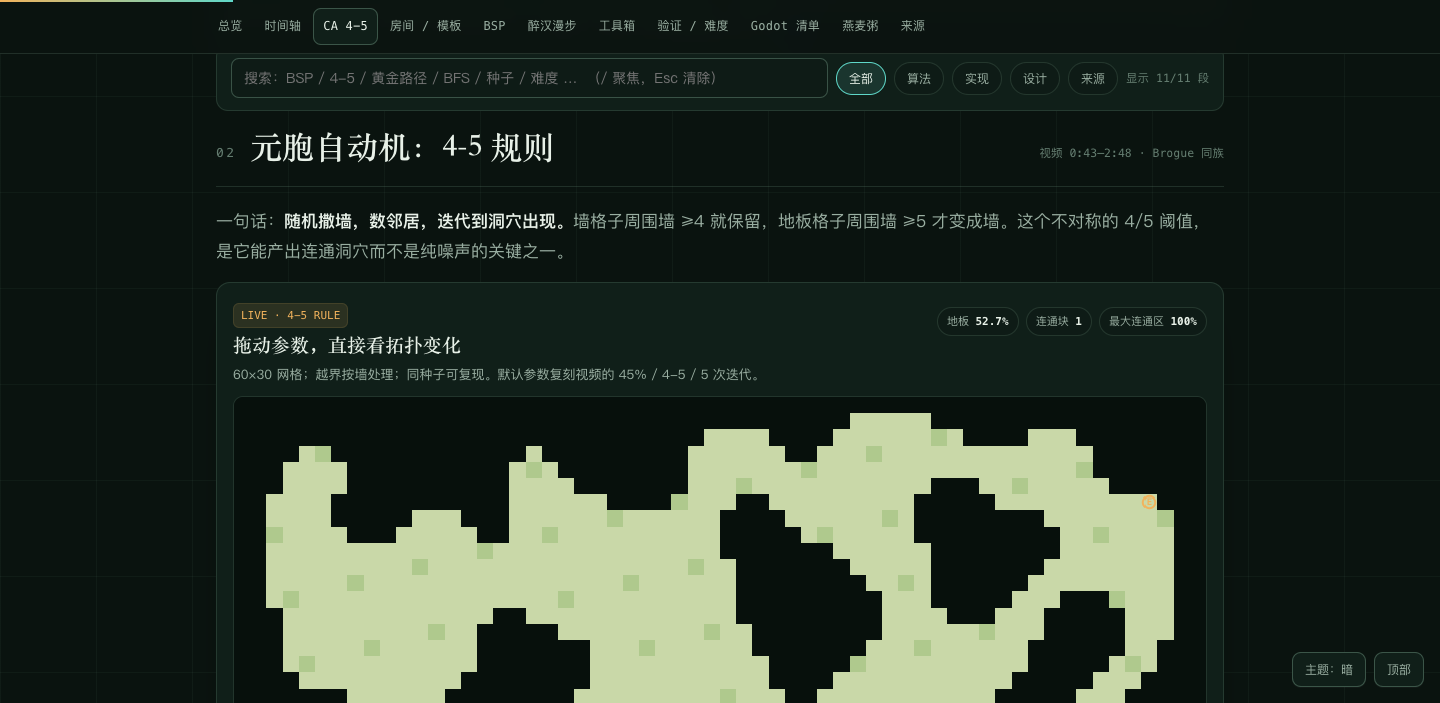 总览 时间轴 CA 4-5 房间 / 模板 BSP 醉汉漫步 工具箱 验证 / 难度 Godot 清单 燕麦粥 来源
搜索: BSP / 4-5 / 黄金路径 / BFS / 种子 / 难度 … (/ 聚焦, Esc 清除) 全部 算法 实现 设计 来源 显示 11/11 段
02 元胞自动机: 4-5 规则 视频 0:43—2:48 · Brogue 同族
一句话: 随机撒墙, 数邻居, 迭代到洞穴出现。墙格子周围墙 ≥4 就保留, 地板格子周围墙 ≥5 才变成墙。这个不对称的 4/5 阈值,
是它能产出连通洞穴而不是纯噪声的关键之一。
LIVE · 4-5 RULE 地板 52.7% 连通块 1 最大连通区 100%
拖动参数, 直接看拓扑变化
60×30 网格; 越界按墙处理; 同种子可复现。默认参数复刻视频的 45% / 4-5 / 5 次迭代。
主题: 暗 顶部